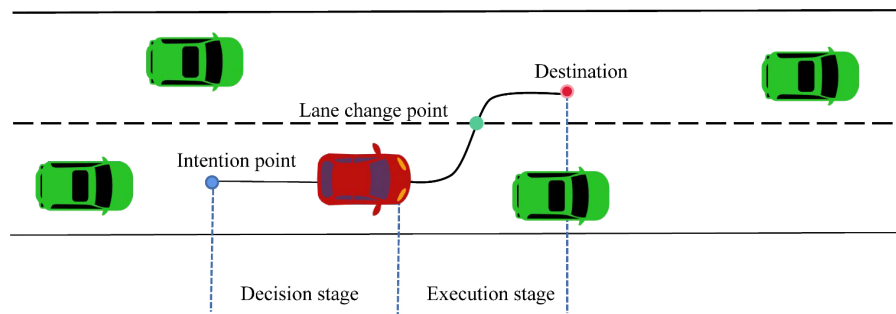 Destination
Lane change point
Intention point
Decision stage
Execution stage